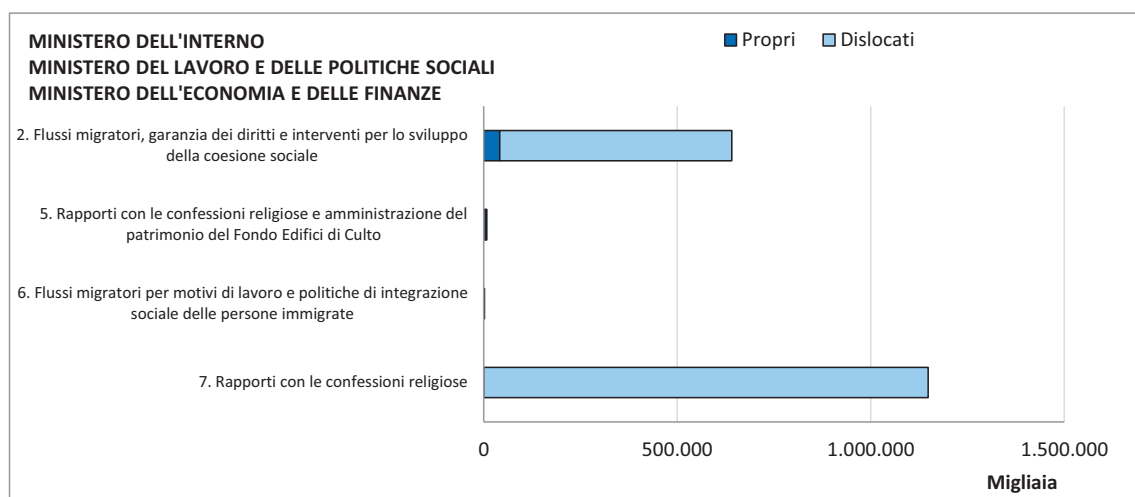 MINISTERO DELL'INTERNO
MINISTERO DEL LAVORO E DELLE POLITICHE SOCIALI
MINISTERO DELL'ECONOMIA E DELLE FINANZE
Propri Dislocati
2. Flussi migratori, garanzia dei diritti e interventi per lo sviluppo
della coesione sociale
5. Rapporti con le confessioni religiose e amministrazione del
patrimonio del Fondo Edifici di Culto
6. Flussi migratori per motivi di lavoro e politiche di integrazione
sociale delle persone immigrate
7. Rapporti con le confessioni religiose
0 500.000 1.000.000 1.500.000
Migliaia